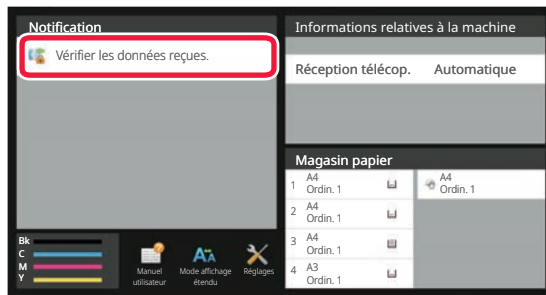 Notification
Vérifier les données reçues.
Informations relatives à la machine
Réception télécop. Automatique
Magasin papier
1 A4
Ordin. 1
2 A4
Ordin. 1
3 A4
Ordin. 1
4 A3
Ordin. 1
A4
Ordin. 1
Bk
C
M
Y
Manuel
utilisateur
Mode affichage
étendu
Réglages